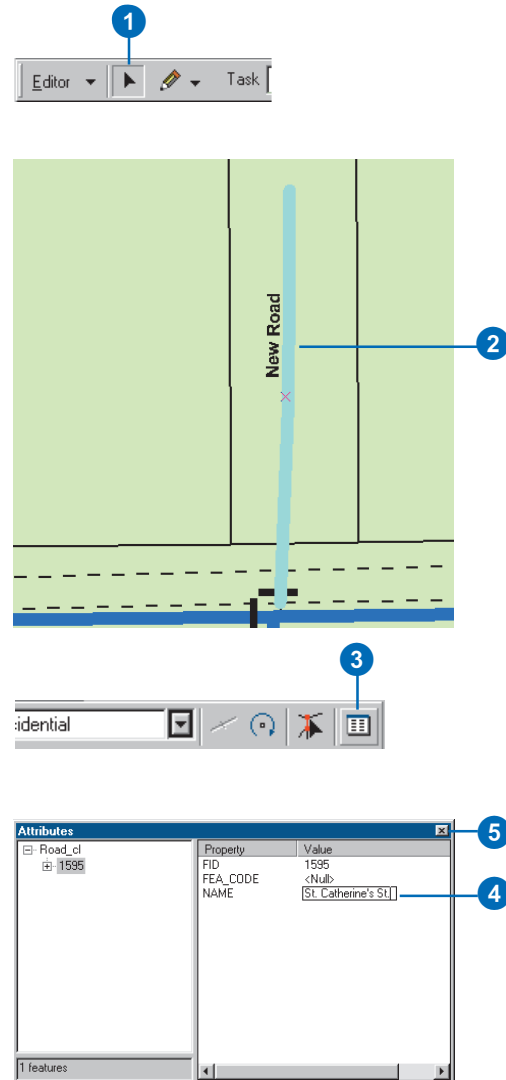 1
Editor Task
New Road
2
3
idential
Attributes
5
Road_cl
1595
Property Value
FID 1595
FEA_CODE <Null>
NAME St. Catherine's St.
4
1 features